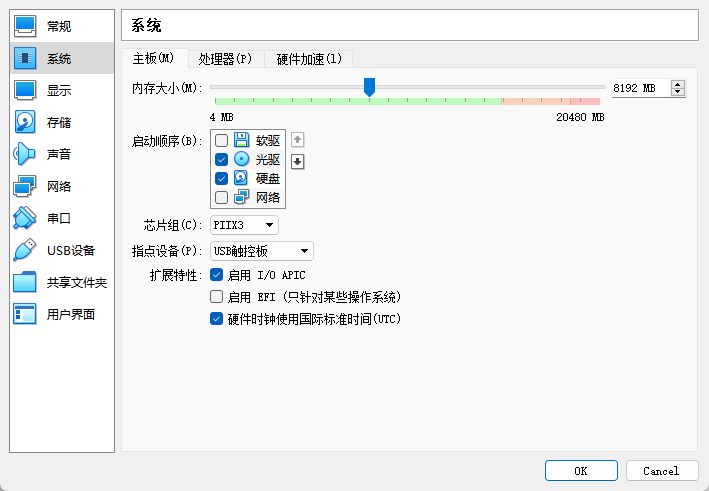 常规
系统
显示
存储
声音
网络
串口
USB设备
共享文件夹
用户界面
系统
主板(M) 处理器(P) 硬件加速(l)
内存大小(M): 8192 MB
4 MB 20480 MB
启动顺序(B): 软驱
光驱
硬盘
网络
芯片组(C): PIIX3
指点设备(P): USB触控板
扩展特性: 启用 I/O APIC
启用 EFI (只针对某些操作系统)
硬件时钟使用国际标准时间(UTC)
OK Cancel